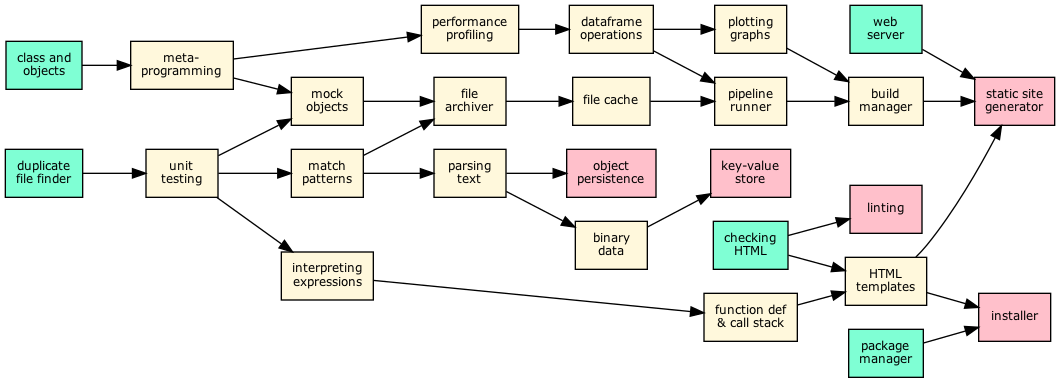 class and
objects
meta-
programming
performance
profiling
dataframe
operations
plotting
graphs
web
server
mock
objects
file
archiver
file cache
pipeline
runner
build
manager
static site
generator
duplicate
file finder
unit
testing
match
patterns
parsing
text
object
persistence
key-value
store
linting
binary
data
checking
HTML
interpreting
expressions
HTML
templates
function def
& call stack
installer
package
manager